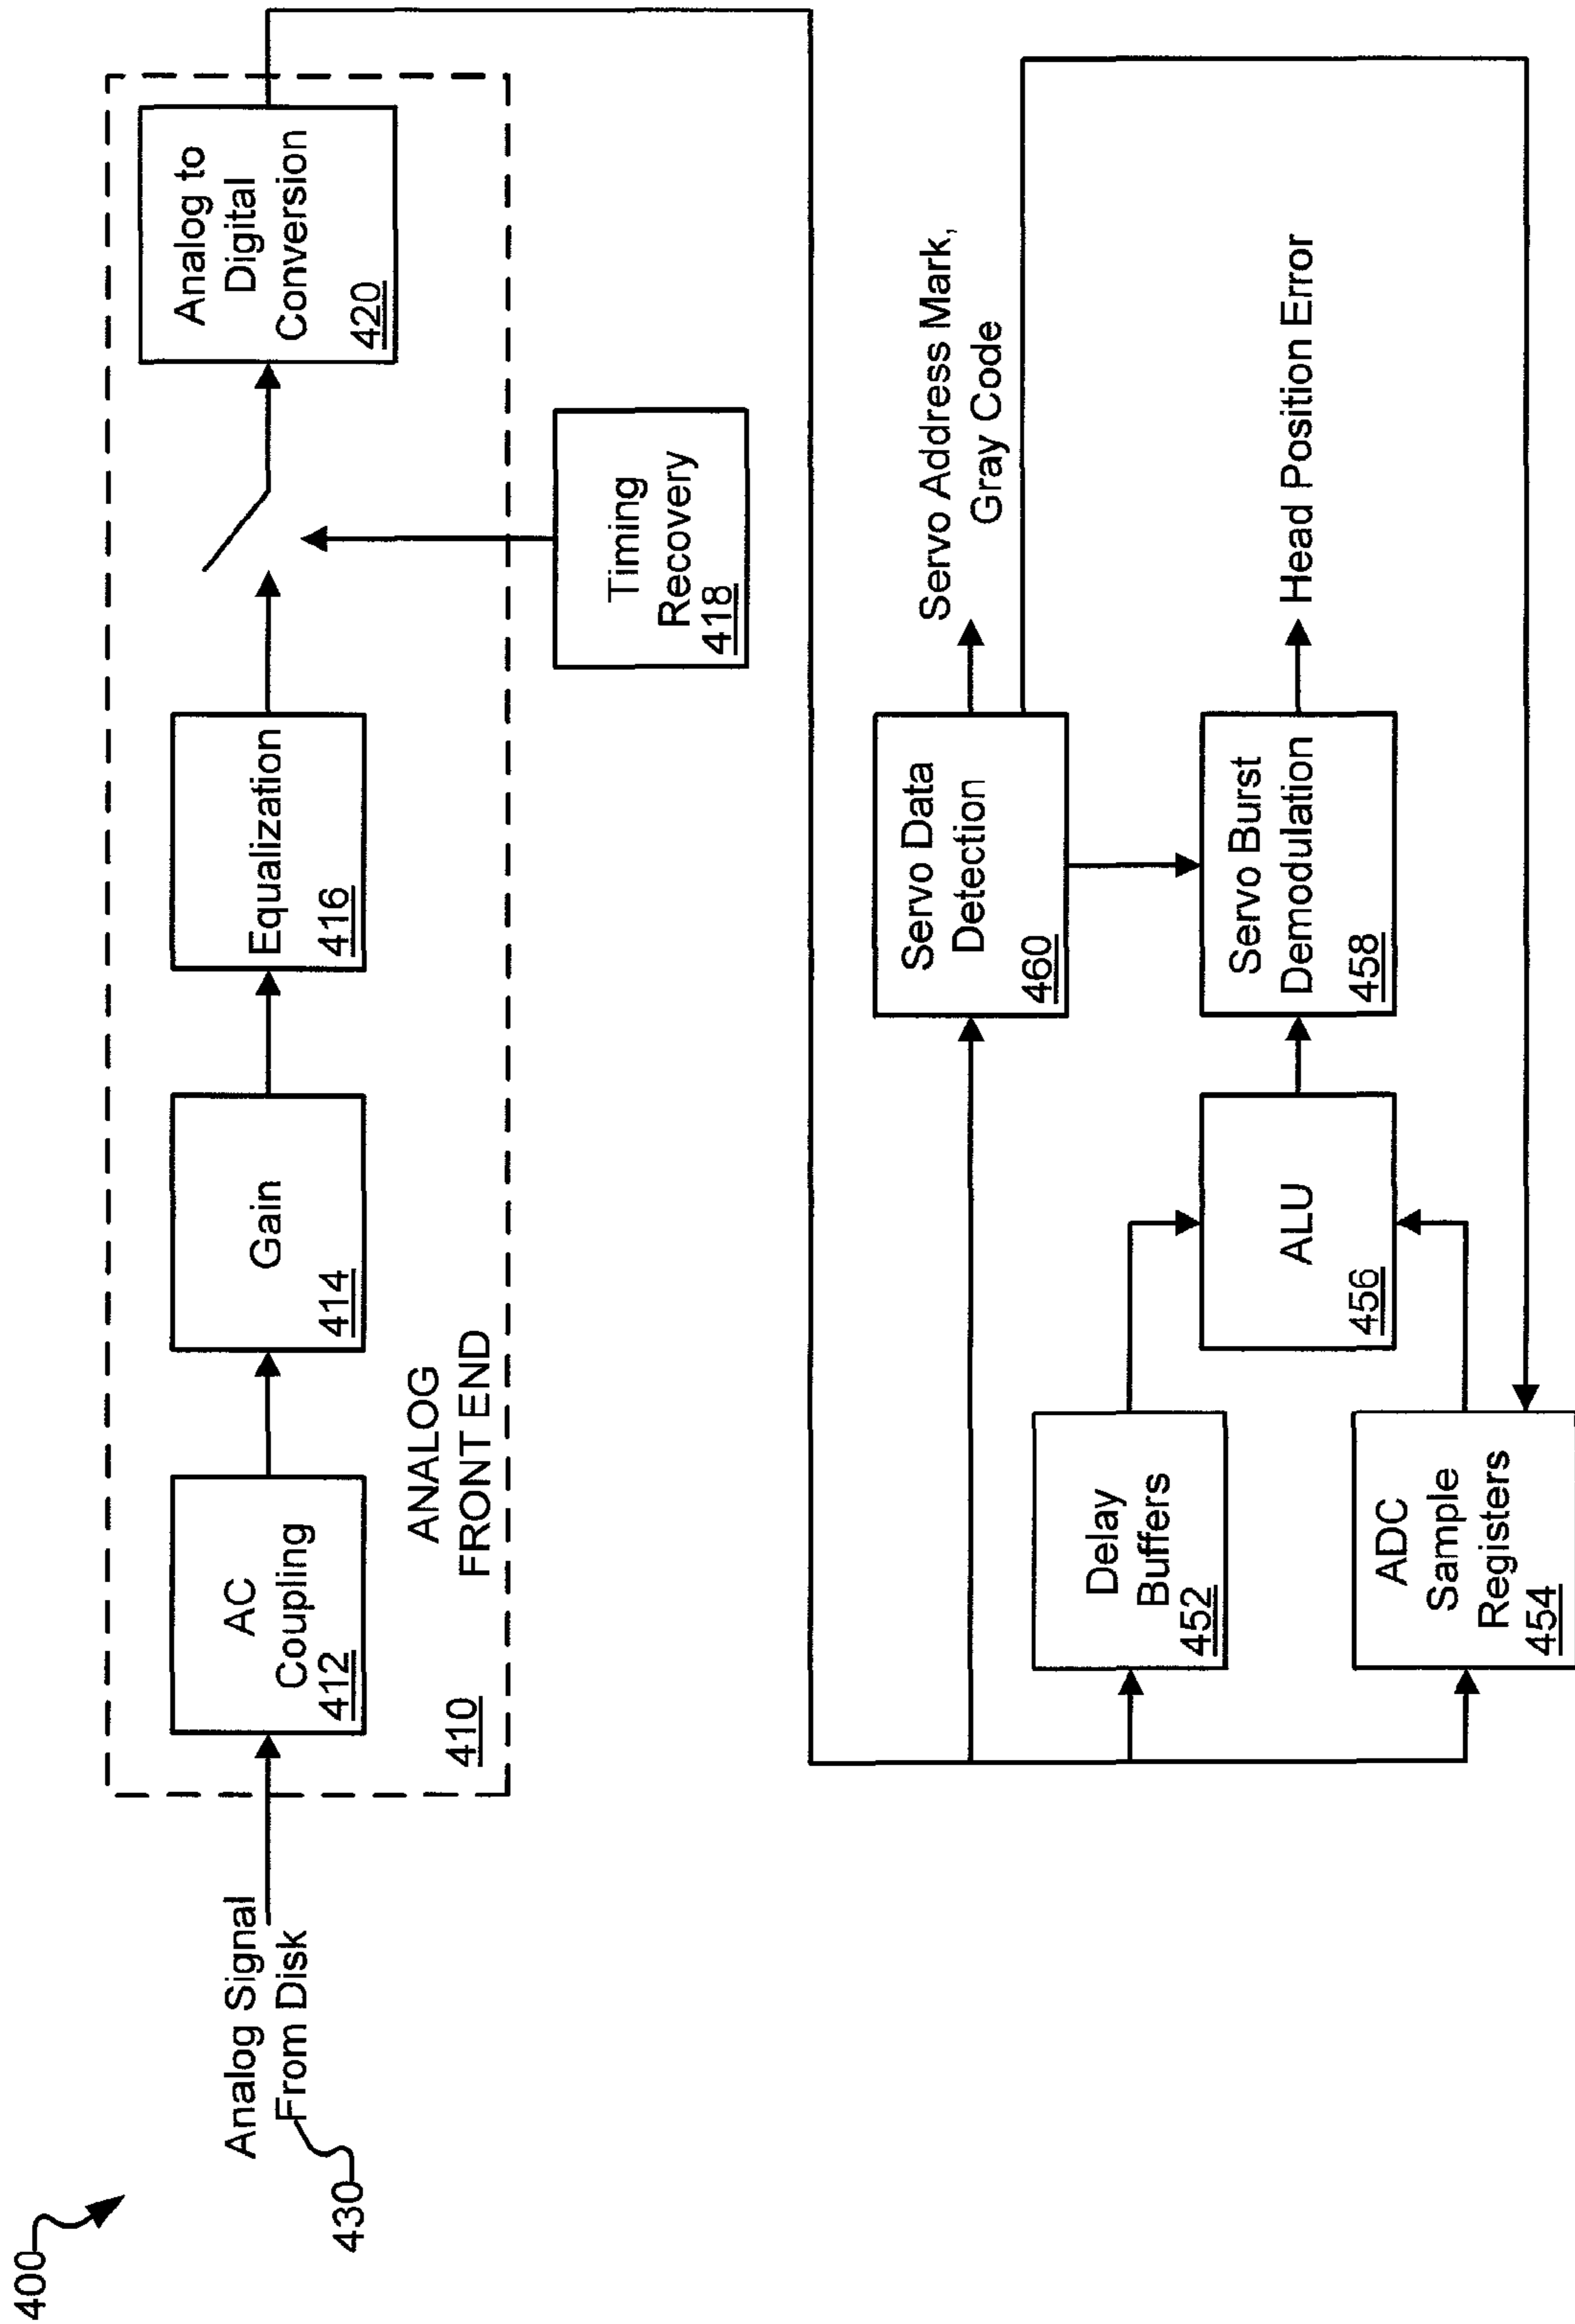 400
Analog Signal
From Disk
430
AC
Coupling
412
Gain
414
Equalization
416
Analog to
Digital
Conversion
420
ANALOG
FRONT END
410
Timing
Recovery
418
Servo Data
Detection
460
Servo Address Mark,
Gray Code
Delay
Buffers
452
ALU
456
Servo Burst
Demodulation
458
Head Position Error
ADC
Sample
Registers
454